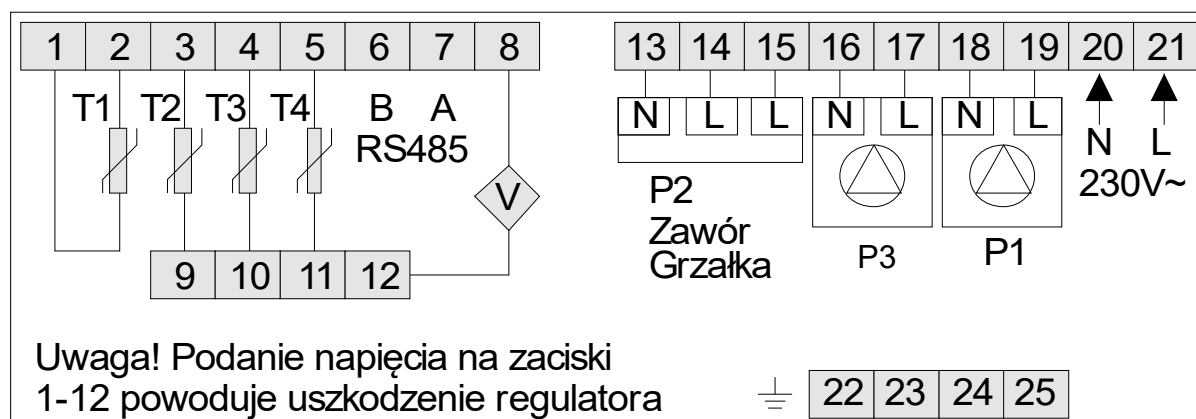 1 2 3 4 5 6 7 8 13 14 15 16 17 18 19 20 21
T1 T2 T3 T4 B A N L L N L N L
RS485 N L
V 230V~
P2
Zawór
Grzałka P3 P1
9 10 11 12
Uwaga! Podanie napięcia na zaciski
1-12 powoduje uszkodzenie regulatora
22 23 24 25